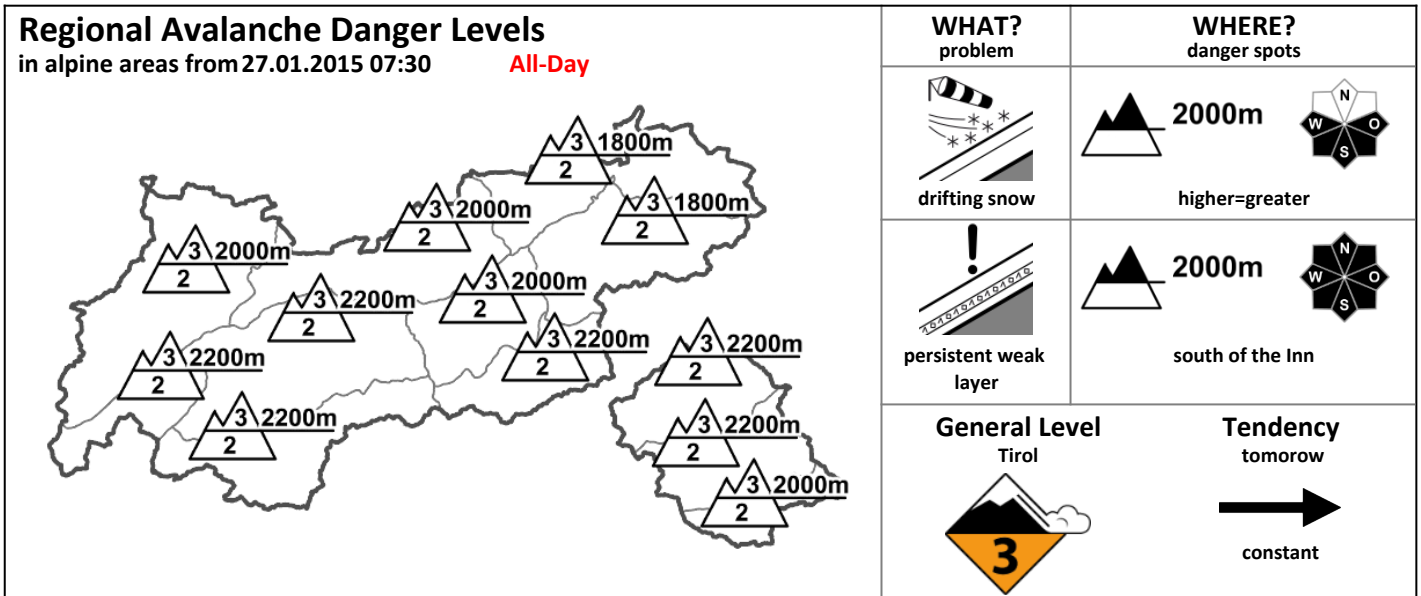 Regional Avalanche Danger Levels
in alpine areas from 27.01.2015 07:30 All-Day
3 1800m
2
3 1800m
2
3 2000m
2
3 2000m
2
3 2000m
2
3 2200m
2
3 2200m
2
3 2200m
2
3 2200m
2
3 2200m
2
3 2200m
2
3 2000m
2
WHAT?
problem
WHERE?
danger spots
drifting snow
2000m
N
W O
S
higher=greater
persistent weak
layer
2000m
N
W O
S
south of the Inn
General Level
Tirol
3
Tendency
tomorow
constant